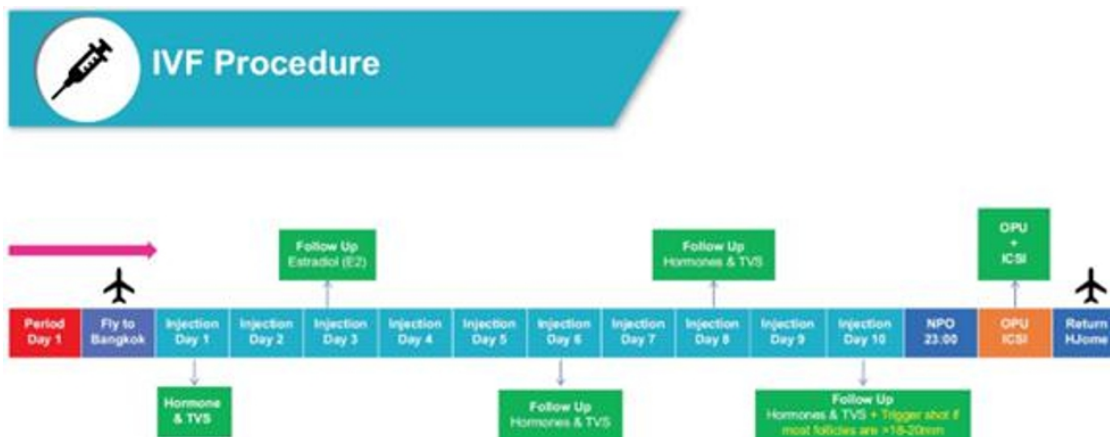 IVF Procedure
Follow Up
Estradiol (E2)
Follow Up
Hormones & TVS
OPU
+
ICSI
Period
Day 1
Fly to
Bangkok
Injection
Day 1
Injection
Day 2
Injection
Day 3
Injection
Day 4
Injection
Day 5
Injection
Day 6
Injection
Day 7
Injection
Day 8
Injection
Day 9
Injection
Day 10
NPO
23:00
OPU
ICSI
Return
HJome
Hormone
& TVS
Follow Up
Hormones & TVS
Follow Up
Hormones & TVS + Trigger shot if
most follicles are >18-20mm